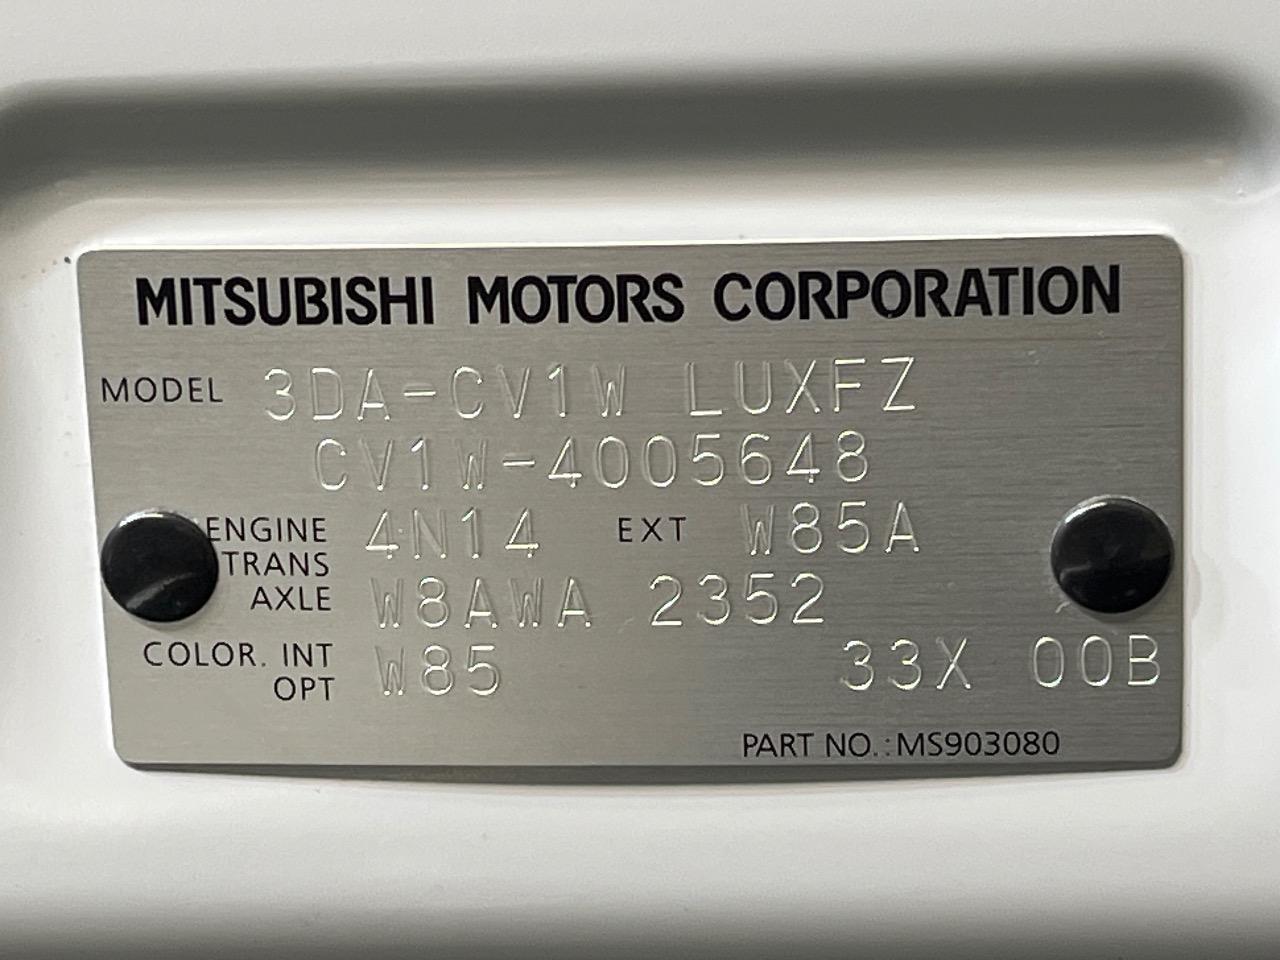 MITSUBISHI MOTORS CORPORATION
MODEL 3DA-CV1W LUXFZ
CV1W-4005648
ENGINE 4N14 EXT W85A
TRANS
AXLE W8AWA 2352
COLOR. INT W85 33X 00B
OPT
PART NO.:MS903080